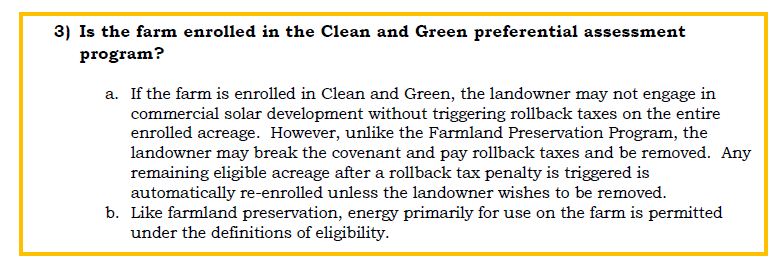 3) Is the farm enrolled in the Clean and Green preferential assessment
program?
a. If the farm is enrolled in Clean and Green, the landowner may not engage in
commercial solar development without triggering rollback taxes on the entire
enrolled acreage. However, unlike the Farmland Preservation Program, the
landowner may break the covenant and pay rollback taxes and be removed. Any
remaining eligible acreage after a rollback tax penalty is triggered is
automatically re-enrolled unless the landowner wishes to be removed.
b. Like farmland preservation, energy primarily for use on the farm is permitted
under the definitions of eligibility.